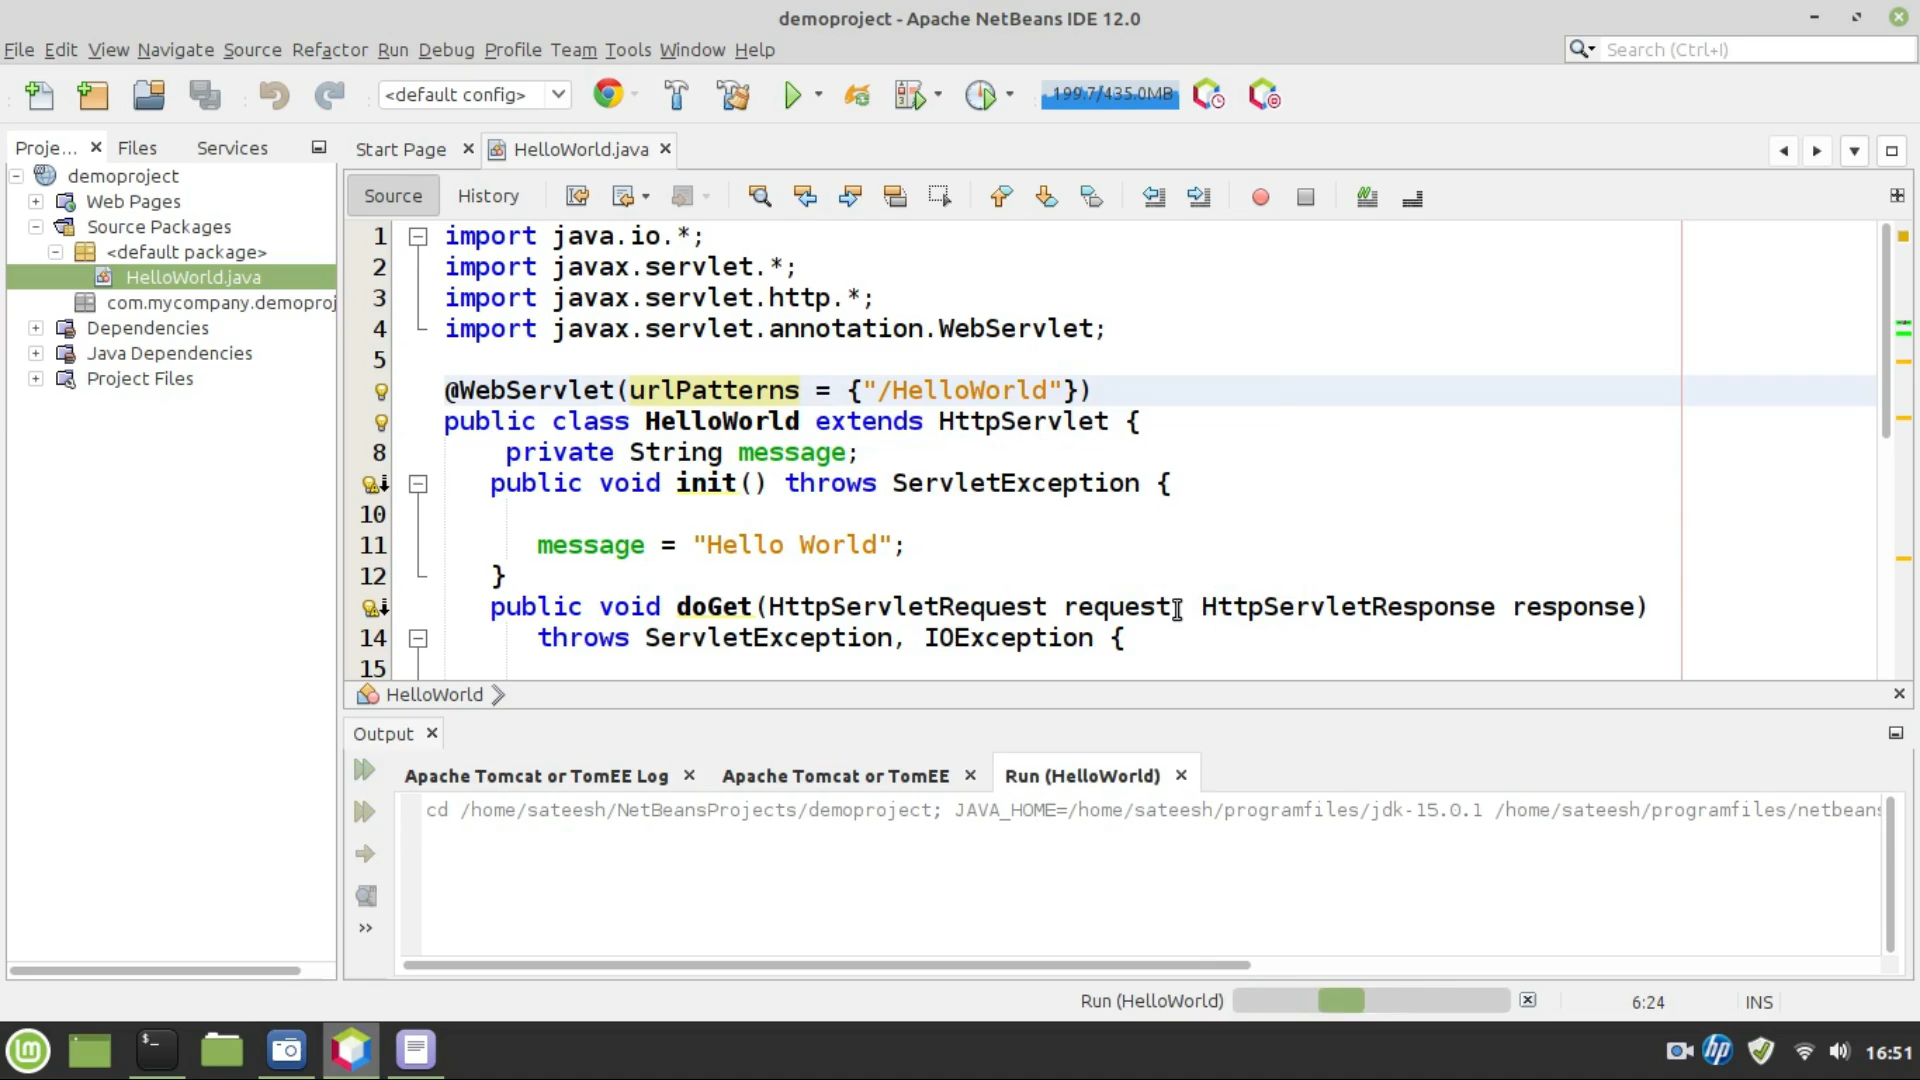 demoproject - Apache NetBeans IDE 12.0
File Edit View Navigate Source Refactor Run Debug Profile Team Tools Window Help
Search (Ctrl+I)
<default config>
199.7/435.0MB
Proje...
Files
Services
Start Page
HelloWorld.java
demoproject
Web Pages
Source Packages
<default package>
HelloWorld.java
com.mycompany.demoproj
Dependencies
Java Dependencies
Project Files
Source
History
1 import java.io.*;
2 import javax.servlet.*;
3 import javax.servlet.http.*;
4 import javax.servlet.annotation.WebServlet;
5
@WebServlet(urlPatterns = {"/HelloWorld"})
public class HelloWorld extends HttpServlet {
8 private String message;
public void init() throws ServletException {
10
11 message = "Hello World";
12 }
public void doGet(HttpServletRequest request, HttpServletResponse response)
14 throws ServletException, IOException {
15
HelloWorld
Output
Apache Tomcat or TomEE Log
Apache Tomcat or TomEE
Run (HelloWorld)
cd /home/sateesh/NetBeansProjects/demoproject; JAVA_HOME=/home/sateesh/programfiles/jdk-15.0.1 /home/sateesh/programfiles/netbeans
Run (HelloWorld)
6:24
INS
hp
16:51